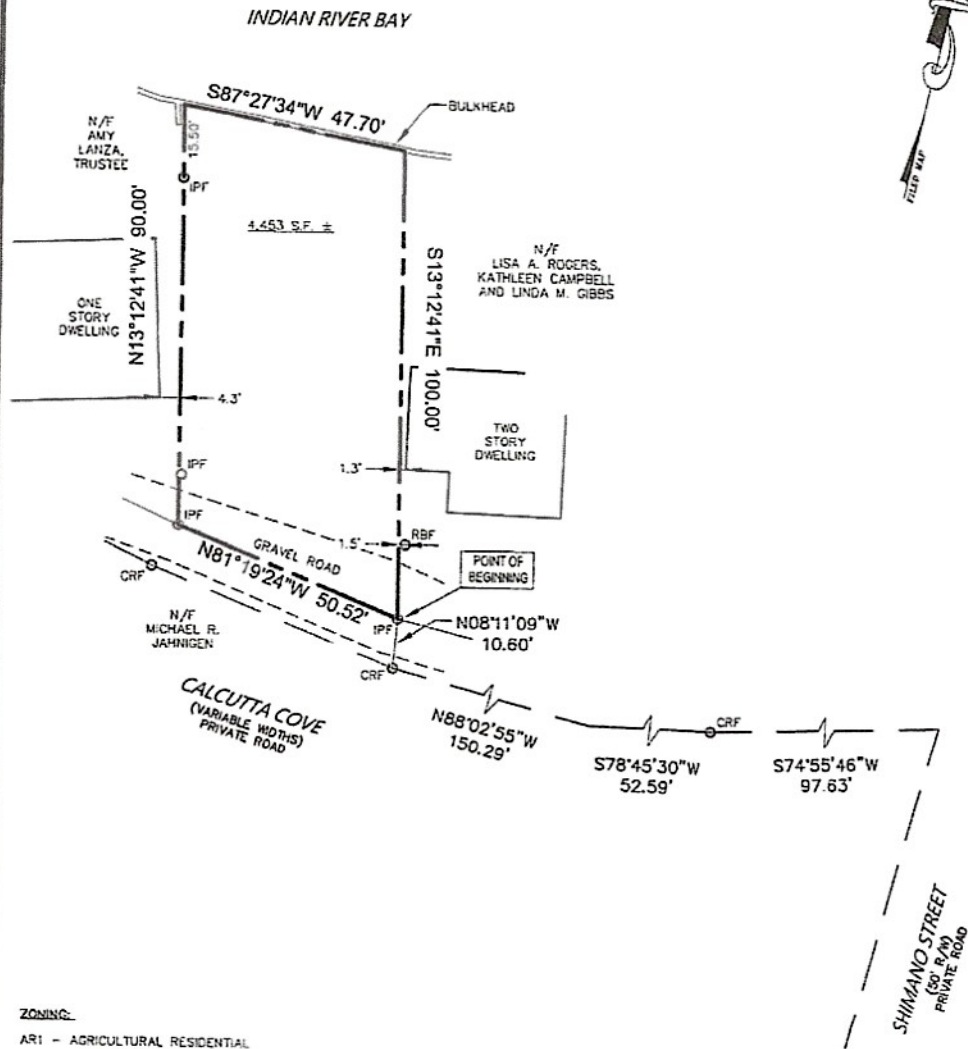 INDIAN RIVER BAY
S87°27'34"W 47.70'
BULKHEAD
N/F
AMY
LANZA,
TRUSTEE
15.50'
IPF
4,453 S.F. ±
FILED MAP
N13°12'41"W 90.00'
ONE
STORY
DWELLING
4.3'
S13°12'41"E 100.00'
N/F
LISA A. ROGERS,
KATHLEEN CAMPBELL
AND LINDA M. GIBBS
TWO
STORY
DWELLING
1.3'
IPF
IPF
GRAVEL ROAD
N81°19'24"W 50.52'
1.5'
RBF
POINT OF
BEGINNING
CRF
IPF
N08°11'09"W
10.60'
N/F
MICHAEL R.
JAHNIGEN
CRF
CALCUTTA COVE
(VARIABLE WIDTHS)
PRIVATE ROAD
N88°02'55"W
150.29'
CRF
S78°45'30"W
52.59'
S74°55'46"W
97.63'
SHIMANO STREET
(50' R/W)
PRIVATE ROAD
ZONING:
AR1 - AGRICULTURAL RESIDENTIAL